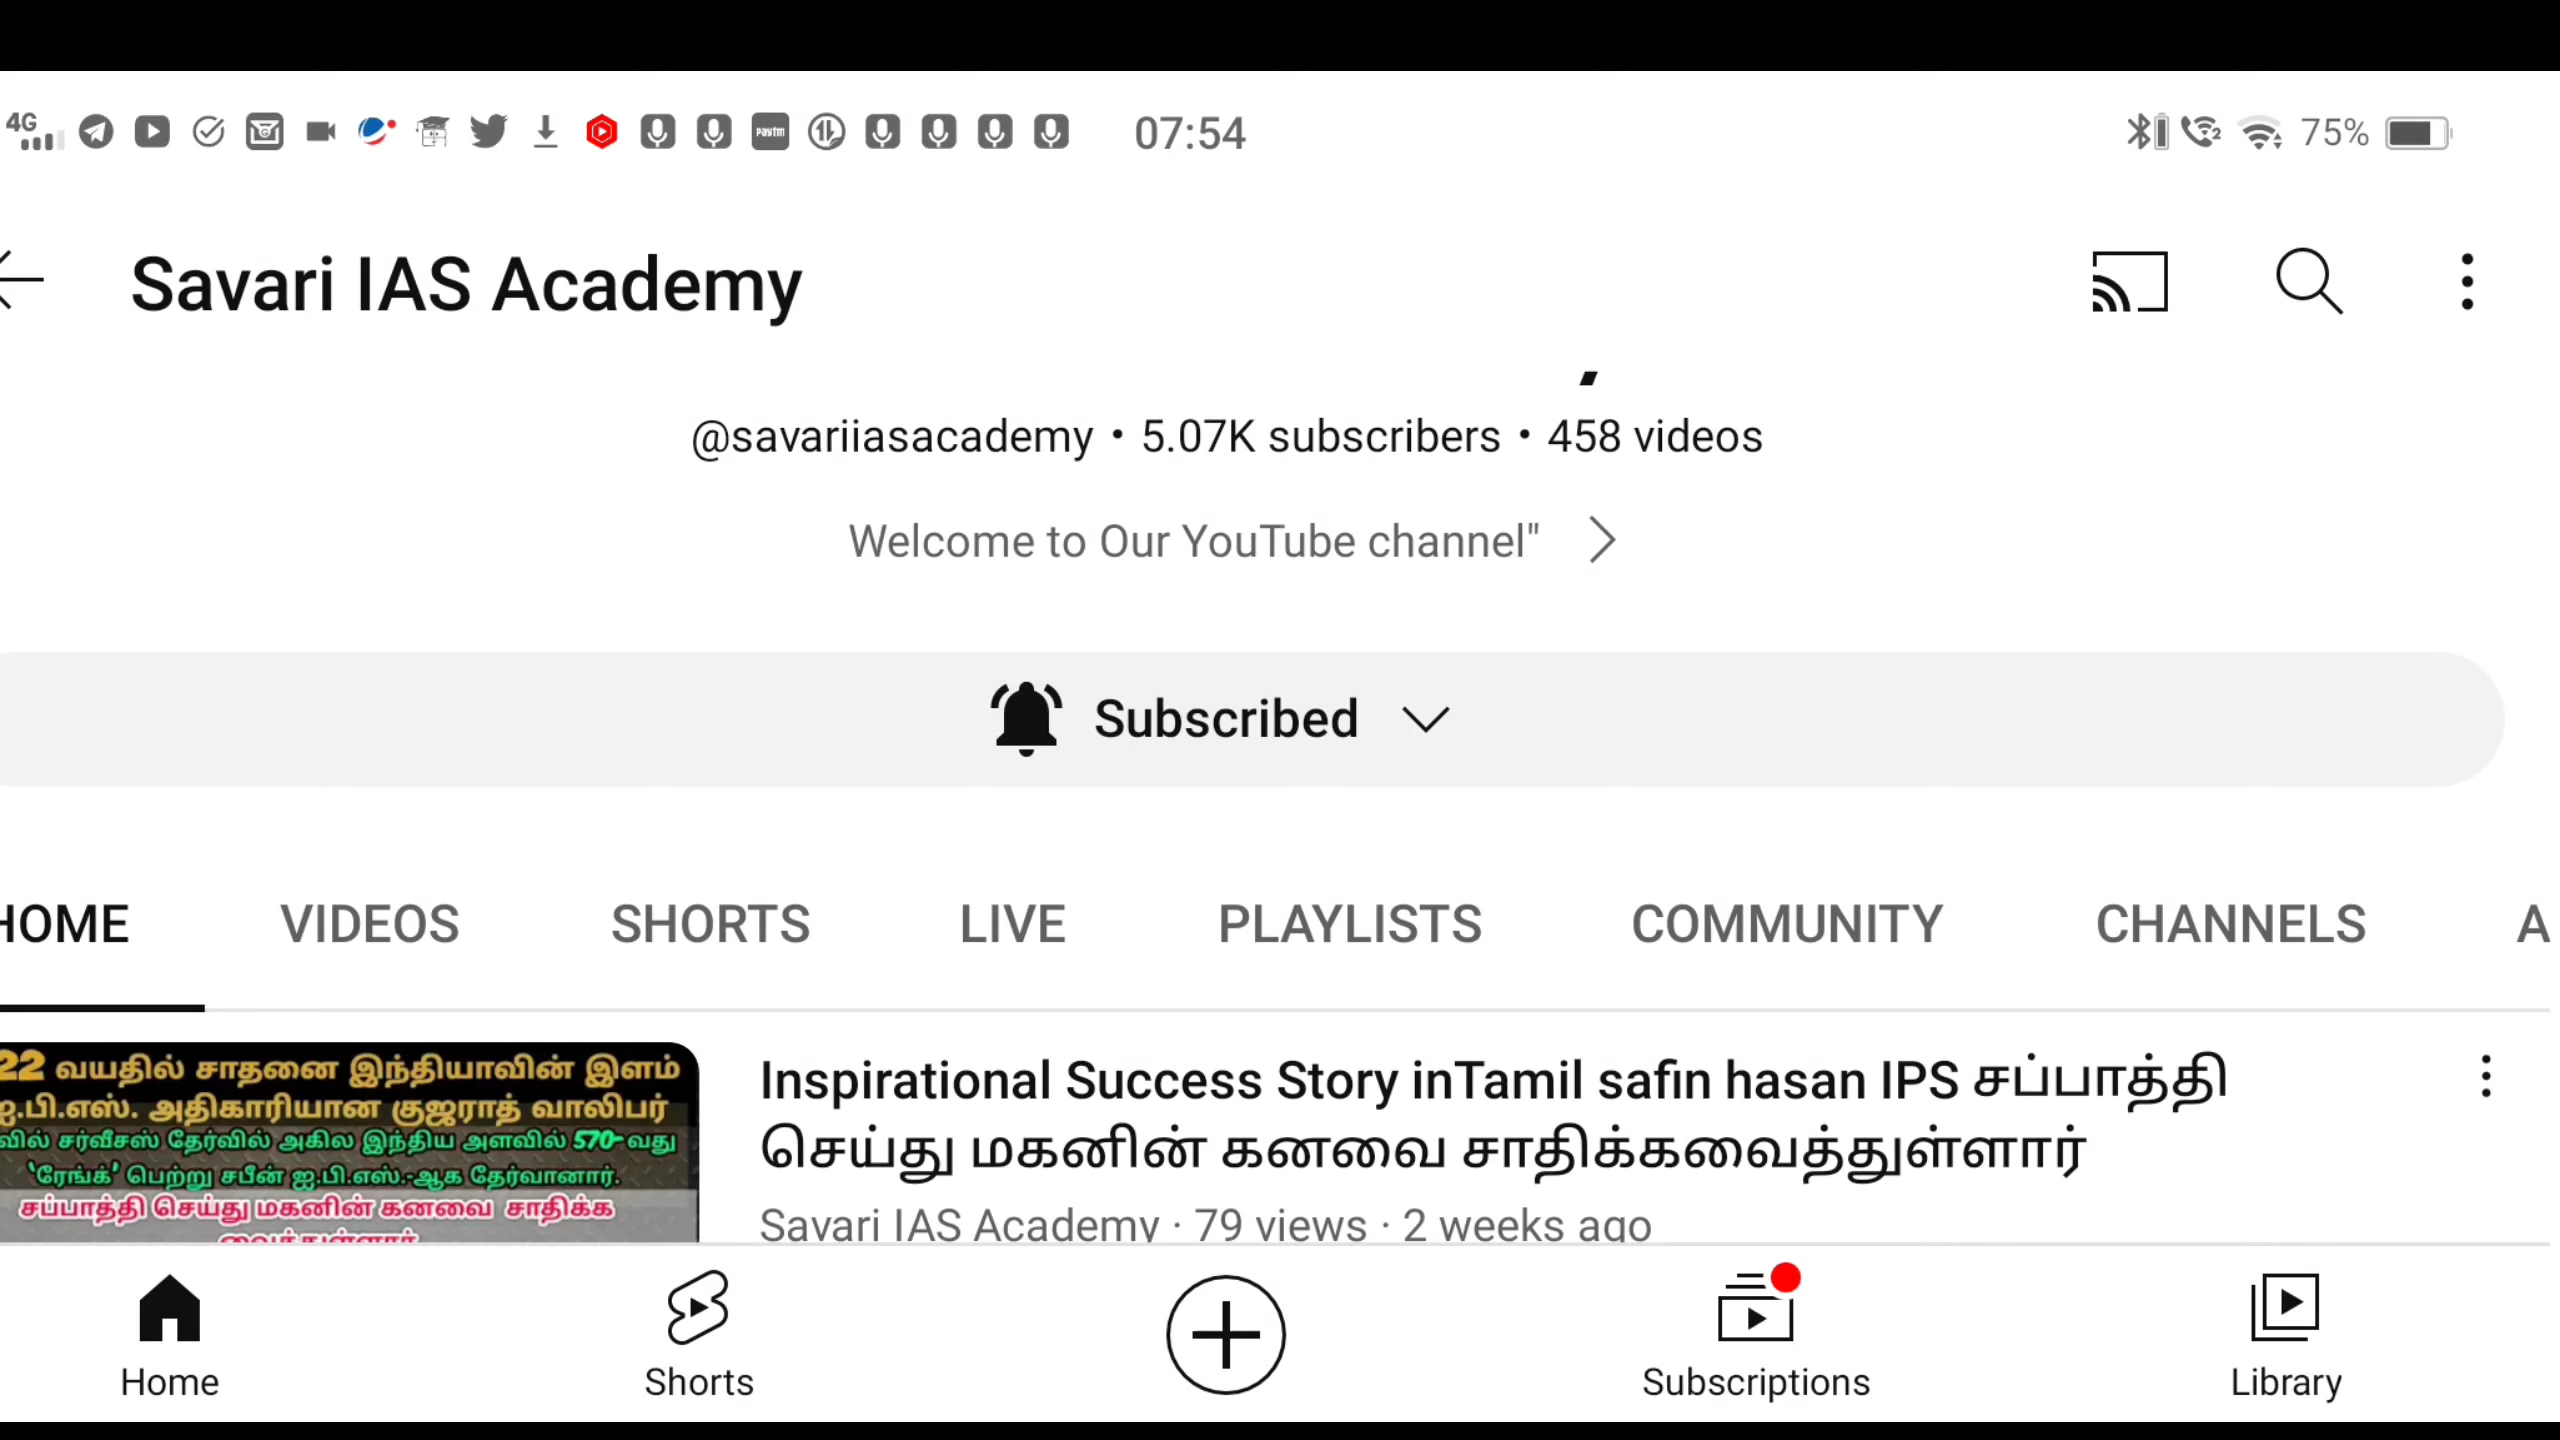 4G 07:54 75%
Savari IAS Academy
@savariiasacademy • 5.07K subscribers • 458 videos
Welcome to Our YouTube channel"
Subscribed
HOME VIDEOS SHORTS LIVE PLAYLISTS COMMUNITY CHANNELS A
22 வயதில் சாதனை இந்தியாவின் இளம்
ஐ.பி.எஸ். அதிகாரியான குஜராத் வாலிபர்
வில் சர்வீசஸ் தேர்வில் அகில இந்திய அளவில் 570-வது
'ரேங்க்' பெற்று சபீன் ஐ.பி.எஸ்.-ஆக தேர்வானார்.
சப்பாத்தி செய்து மகனின் கனவை சாதிக்க
வைத்துள்ளார்
Inspirational Success Story inTamil safin hasan IPS சப்பாத்தி
செய்து மகனின் கனவை சாதிக்கவைத்துள்ளார்
Savari IAS Academy · 79 views · 2 weeks ago
Home Shorts Subscriptions Library